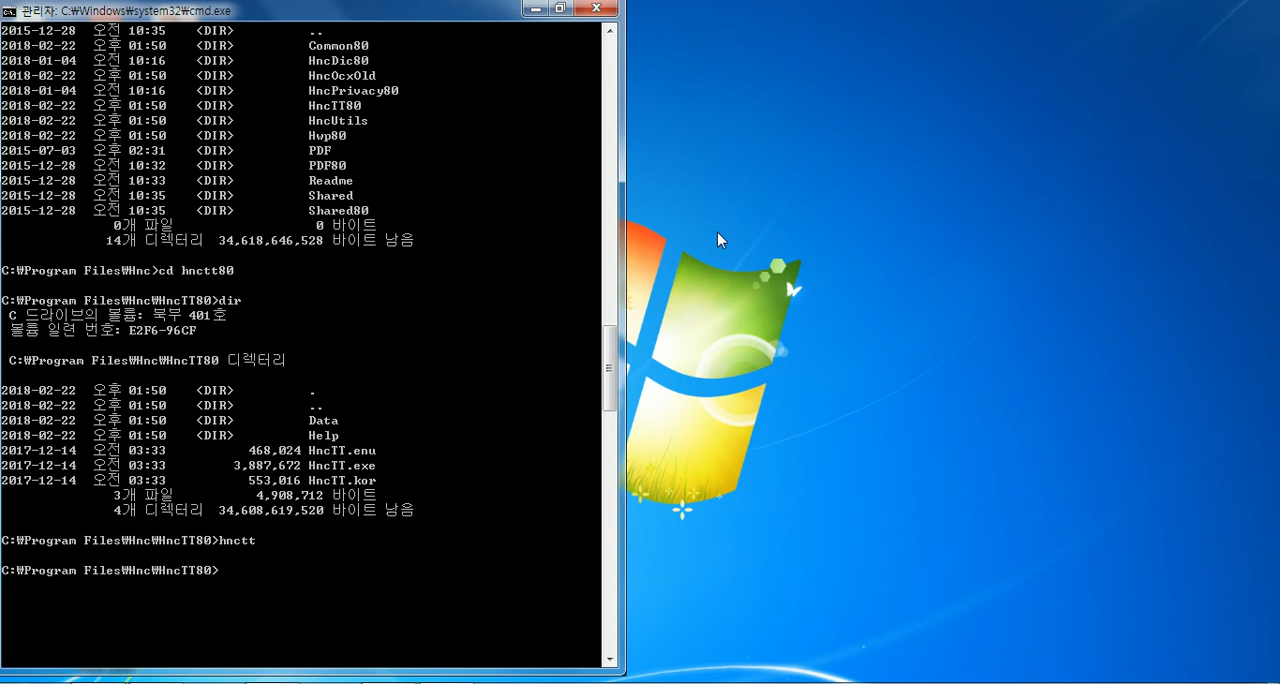 관리자: C:₩Windows₩system32₩cmd.exe
2015-12-28 오전 10:35 <DIR> ..
2018-02-22 오후 01:50 <DIR> Common80
2018-01-04 오전 10:16 <DIR> HncDic80
2018-02-22 오후 01:50 <DIR> HncOcxOld
2018-01-04 오전 10:16 <DIR> HncPrivacy80
2018-02-22 오후 01:50 <DIR> HncTT80
2018-02-22 오후 01:50 <DIR> HncUtils
2018-02-22 오후 01:50 <DIR> Hwp80
2015-07-03 오후 02:31 <DIR> PDF
2015-12-28 오전 10:32 <DIR> PDF80
2015-12-28 오전 10:33 <DIR> Readme
2015-12-28 오전 10:35 <DIR> Shared
2015-12-28 오전 10:35 <DIR> Shared80
0개 파일 0 바이트
14개 디렉터리 34,618,646,528 바이트 남음
C:₩Program Files₩Hnc>cd hnctt80
C:₩Program Files₩Hnc₩HncTT80>dir
C 드라이브의 볼륨: 북부 401호
볼륨 일련 번호: E2F6-96CF
C:₩Program Files₩Hnc₩HncTT80 디렉터리
2018-02-22 오후 01:50 <DIR> .
2018-02-22 오후 01:50 <DIR> ..
2018-02-22 오후 01:50 <DIR> Data
2018-02-22 오후 01:50 <DIR> Help
2017-12-14 오전 03:33 468,024 HncTT.enu
2017-12-14 오전 03:33 3,887,672 HncTT.exe
2017-12-14 오전 03:33 553,016 HncTT.kor
3개 파일 4,908,712 바이트
4개 디렉터리 34,608,619,520 바이트 남음
C:₩Program Files₩Hnc₩HncTT80>hnctt
C:₩Program Files₩Hnc₩HncTT80>